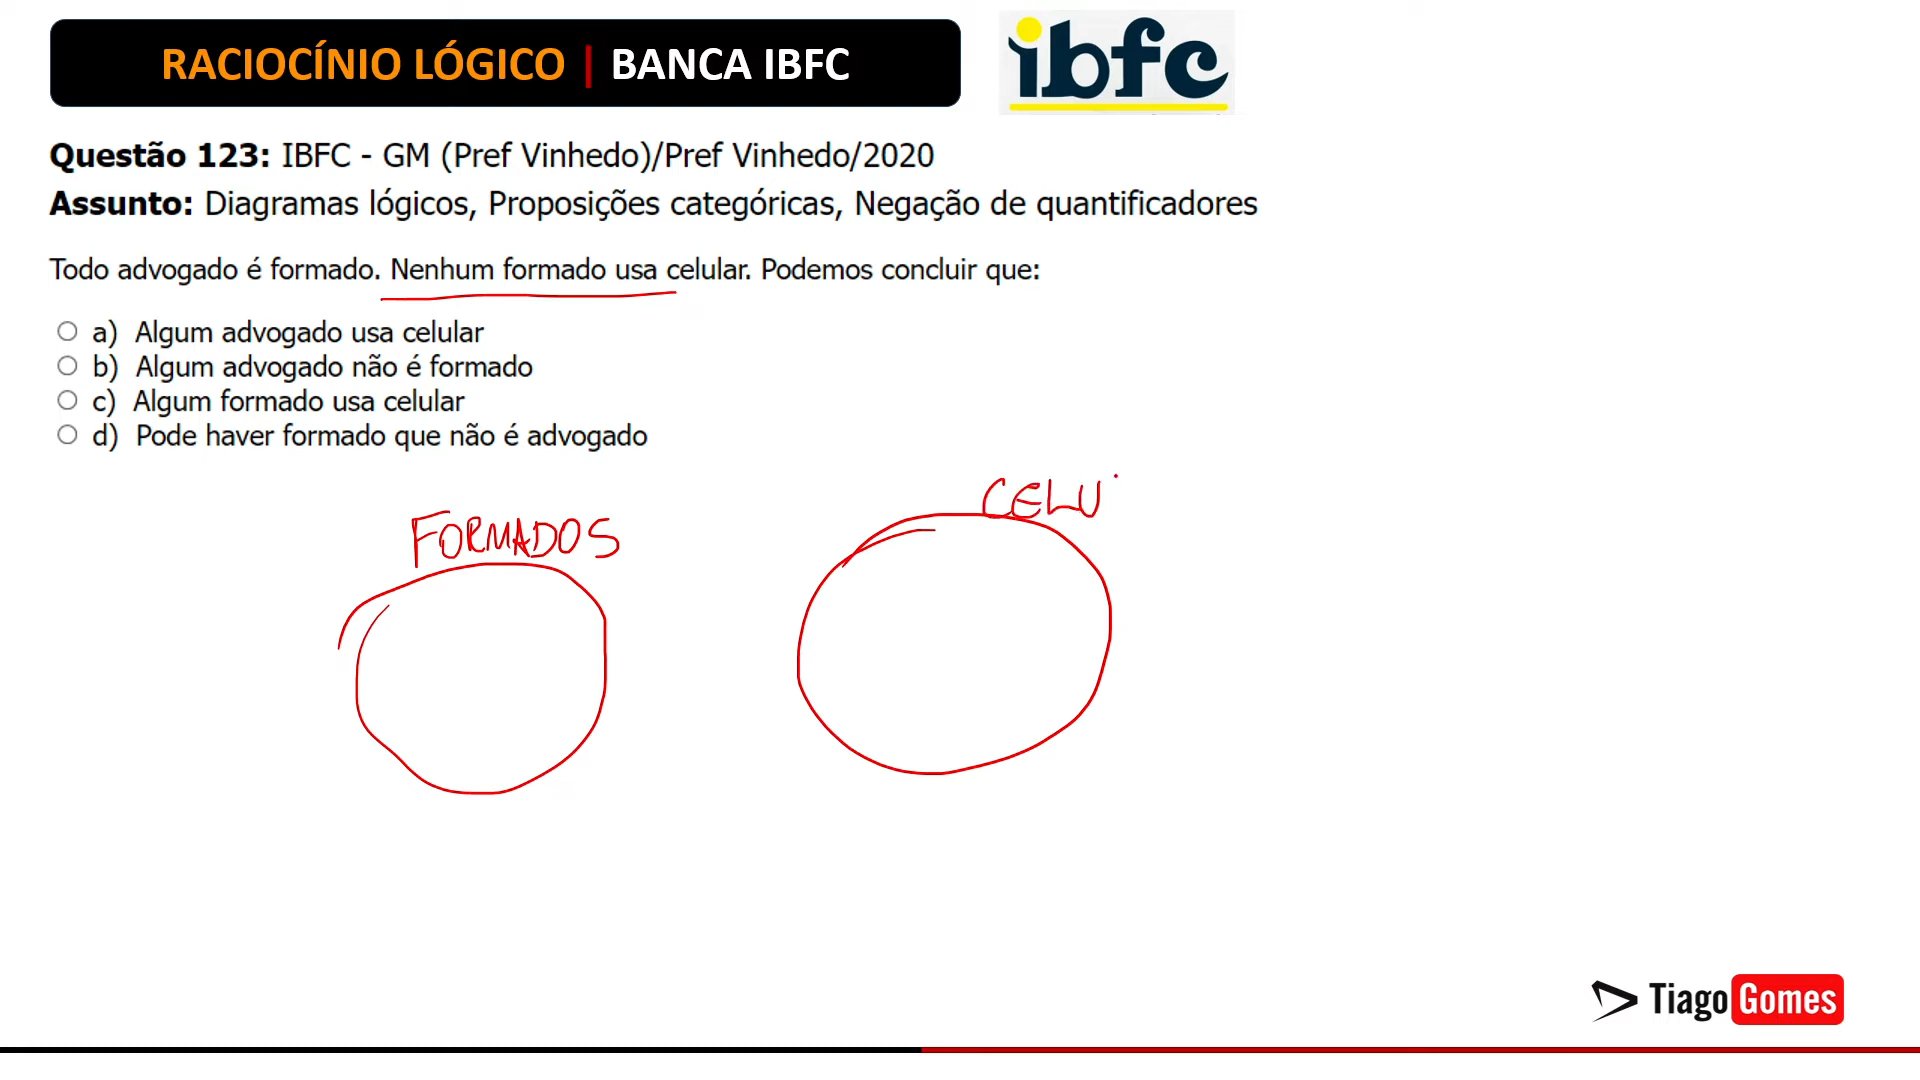 RACIOCÍNIO LÓGICO | BANCA IBFC
ibfc
Questão 123: IBFC - GM (Pref Vinhedo)/Pref Vinhedo/2020
Assunto: Diagramas lógicos, Proposições categóricas, Negação de quantificadores
Todo advogado é formado. Nenhum formado usa celular. Podemos concluir que:
a) Algum advogado usa celular
b) Algum advogado não é formado
c) Algum formado usa celular
d) Pode haver formado que não é advogado
CELU
FORMADOS
Tiago Gomes